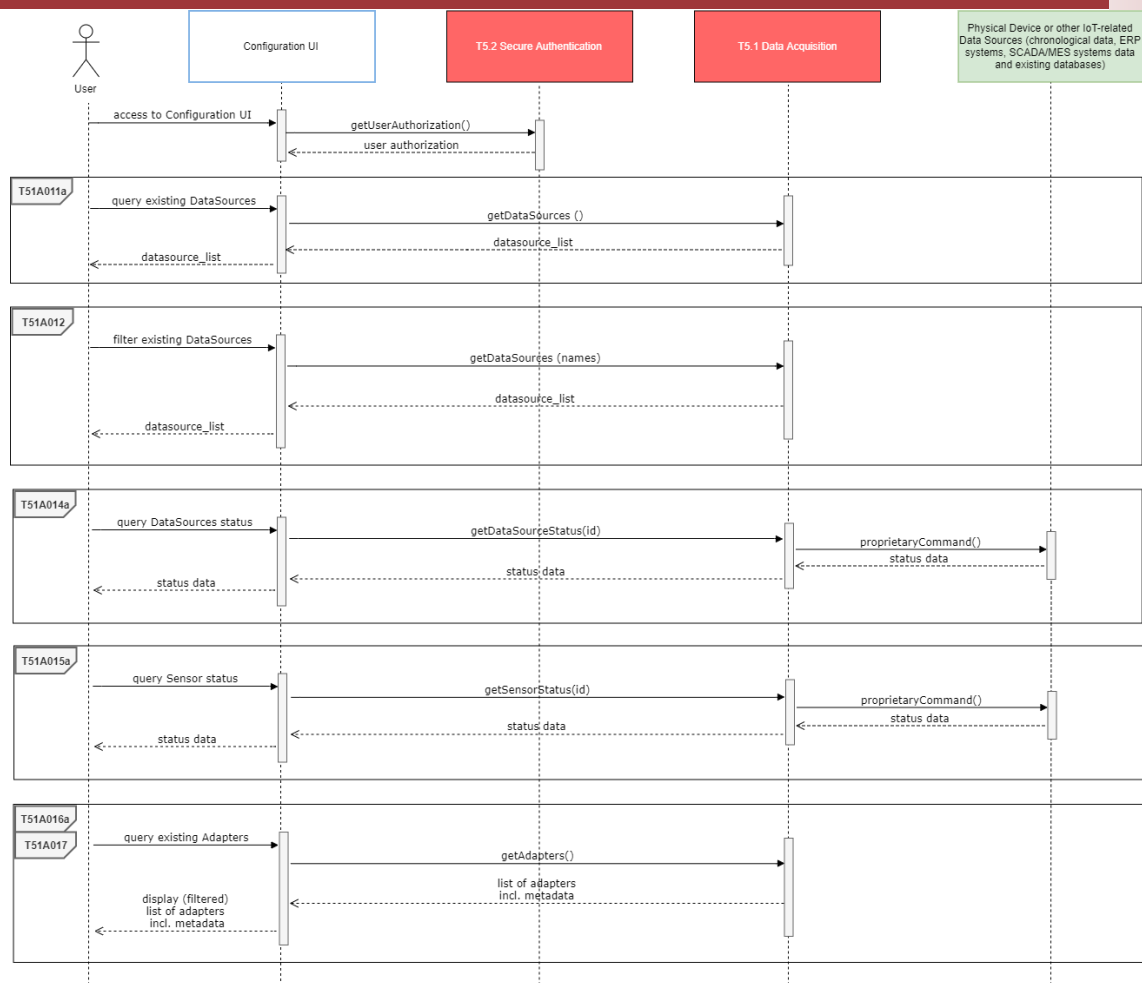 User
Configuration UI
T5.2 Secure Authentication
T5.1 Data Acquisition
Physical Device or other IoT-related
Data Sources (chronological data, ERP
systems, SCADA/MES systems data
and existing databases)
access to Configuration UI
getUserAuthorization()
user authorization
T51A011a
query existing DataSources
getDataSources ()
datasource_list
datasource_list
T51A012
filter existing DataSources
getDataSources (names)
datasource_list
datasource_list
T51A014a
query DataSources status
getDataSourceStatus(id)
proprietaryCommand()
status data
status data
status data
T51A015a
query Sensor status
getSensorStatus(id)
proprietaryCommand()
status data
status data
status data
T51A016a
T51A017
query existing Adapters
getAdapters()
list of adapters
incl. metadata
display (filtered)
list of adapters
incl. metadata